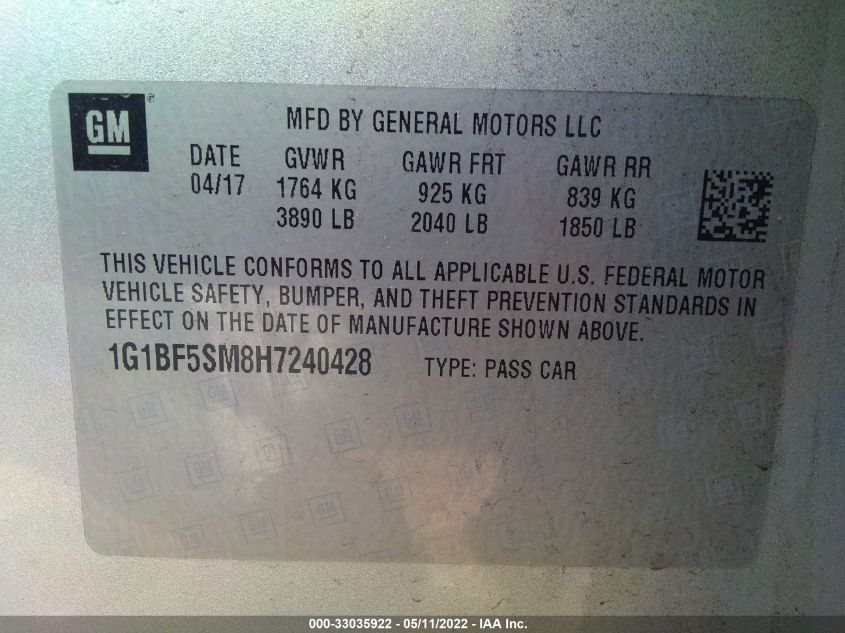 GM®
MFD BY GENERAL MOTORS LLC
DATE GVWR GAWR FRT GAWR RR
04/17 1764 KG 925 KG 839 KG
3890 LB 2040 LB 1850 LB
THIS VEHICLE CONFORMS TO ALL APPLICABLE U.S. FEDERAL MOTOR
VEHICLE SAFETY, BUMPER, AND THEFT PREVENTION STANDARDS IN
EFFECT ON THE DATE OF MANUFACTURE SHOWN ABOVE.
1G1BF5SM8H7240428 TYPE: PASS CAR
000-33035922 - 05/11/2022 - IAA Inc.